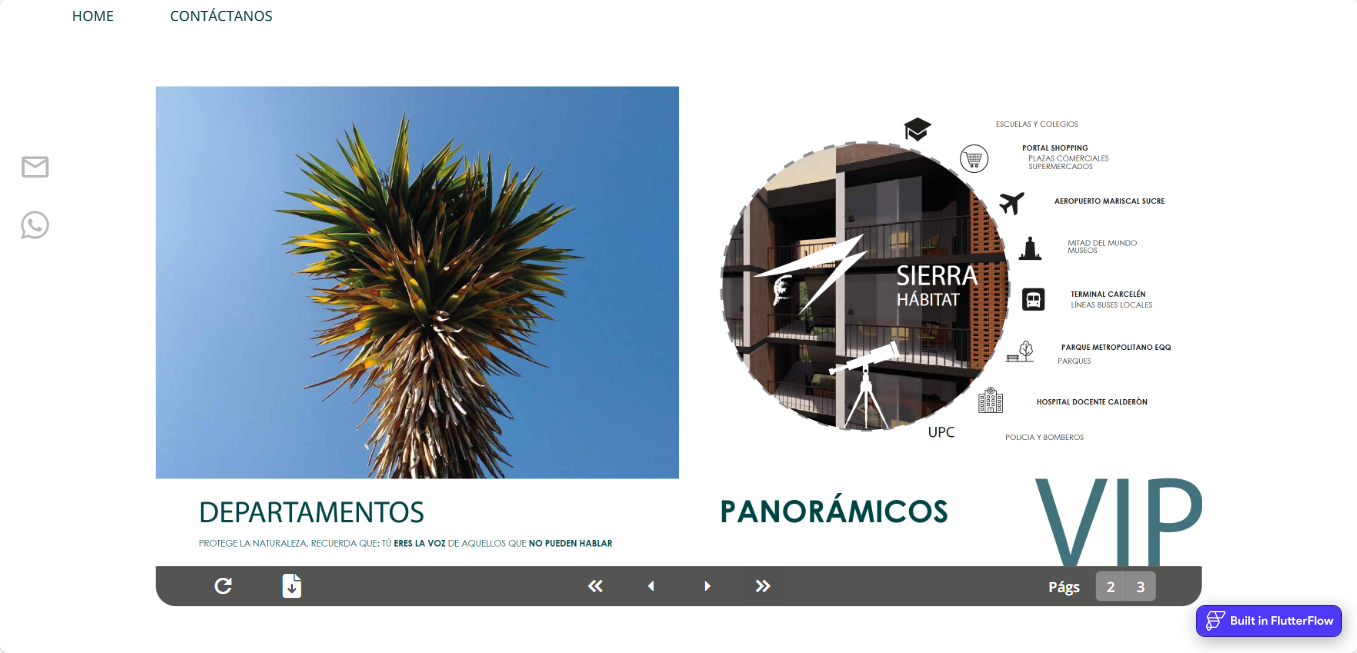 HOME
CONTÁCTANOS
ESCUELAS Y COLEGIOS
PORTAL SHOPPING
PLAZAS COMERCIALES
SUPERMERCADOS
AEROPUERTO MARISCAL SUCRE
MITAD DEL MUNDO
MUSEOS
SIERRA
HÁBITAT
TERMINAL CARCELÉN
LÍNEAS BUSES LOCALES
PARQUE METROPOLITANO EQQ
PARQUES
HOSPITAL DOCENTE CALDERÒN
UPC
POLICIA Y BOMBEROS
DEPARTAMENTOS
PROTEGE LA NATURALEZA, RECUERDA QUE: TÚ ERES LA VOZ DE AQUELLOS QUE NO PUEDEN HABLAR
PANORÁMICOS
VIP
Págs 2 3
Built in FlutterFlow